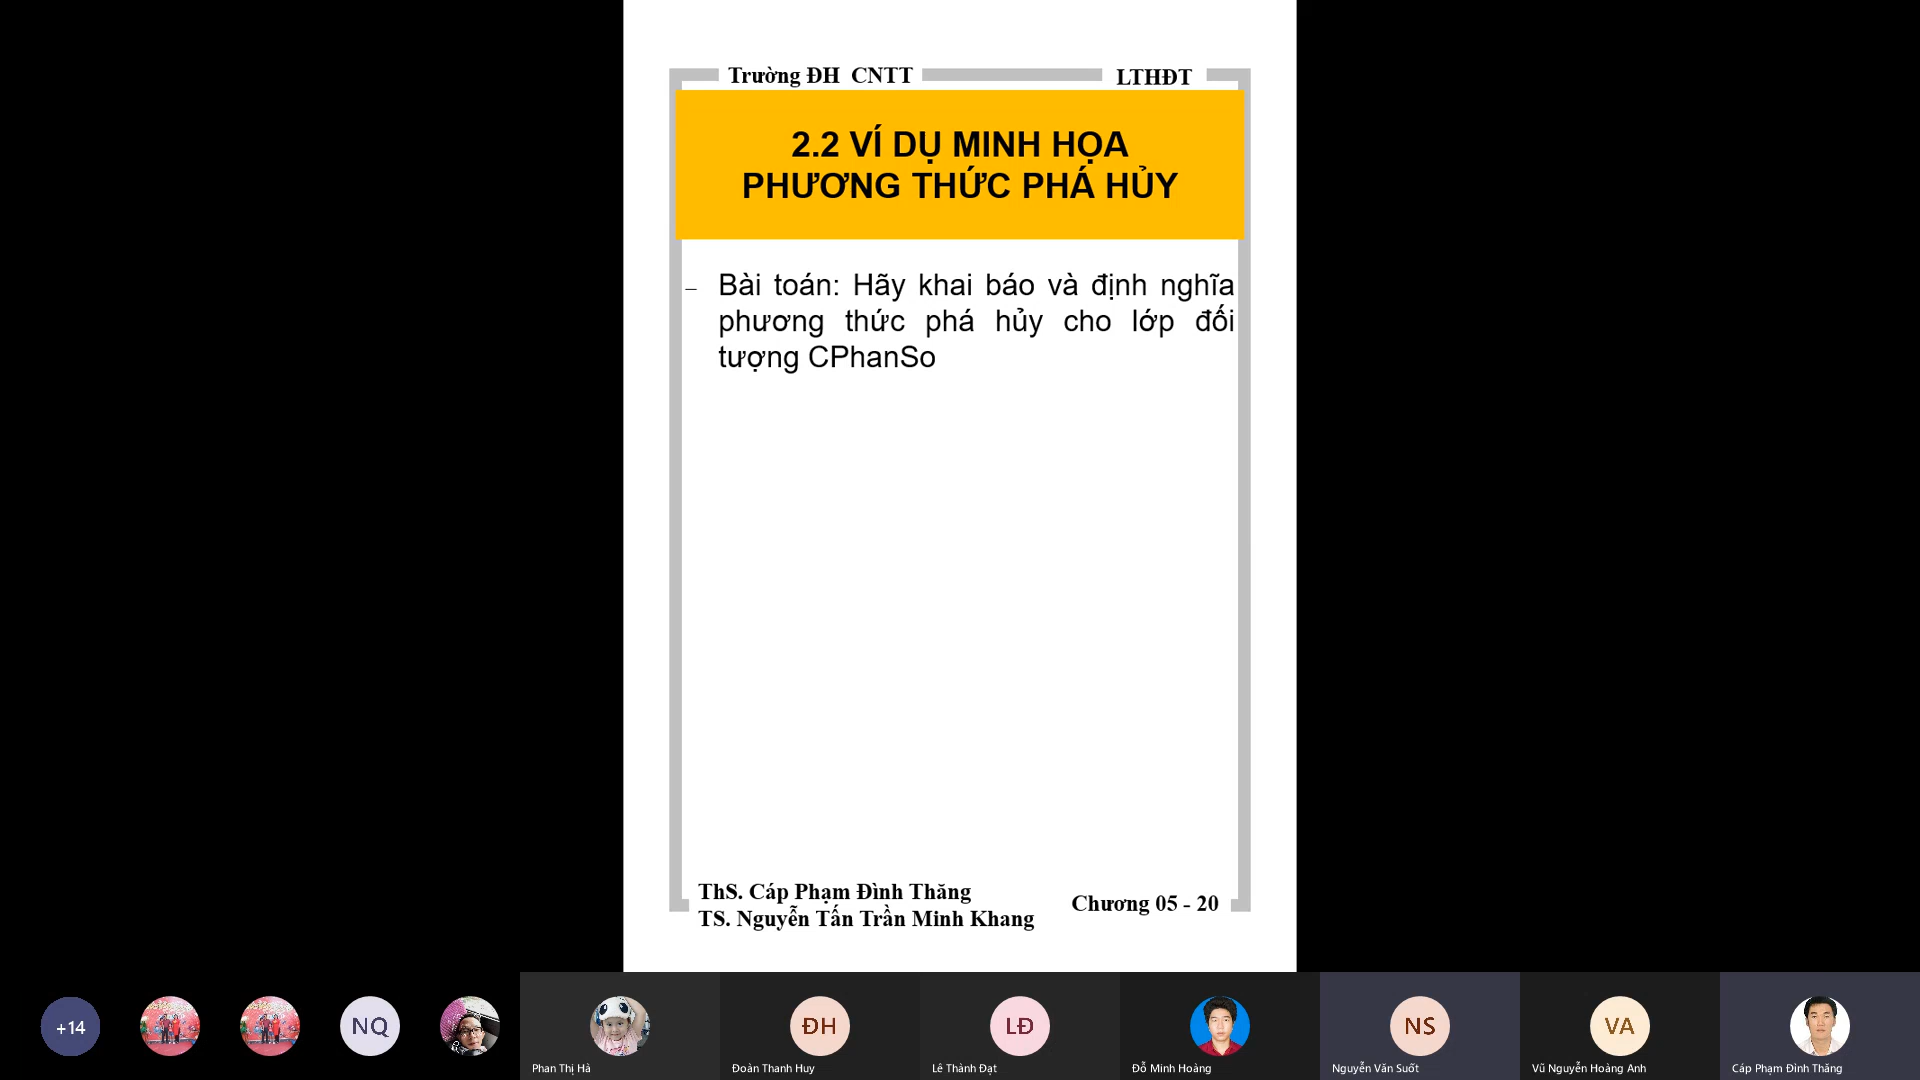 Trường ĐH CNTT
LTHĐT
2.2 VÍ DỤ MINH HỌA
PHƯƠNG THỨC PHÁ HỦY
– Bài toán: Hãy khai báo và định nghĩa
phương thức phá hủy cho lớp đối
tượng CPhanSo
ThS. Cáp Phạm Đình Thăng
TS. Nguyễn Tấn Trần Minh Khang
Chương 05 - 20
+14
NQ
ĐH
LĐ
NS
VA
Phan Thị Hà
Đoàn Thanh Huy
Lê Thành Đạt
Đỗ Minh Hoàng
Nguyễn Văn Suốt
Vũ Nguyễn Hoàng Anh
Cáp Phạm Đình Thăng